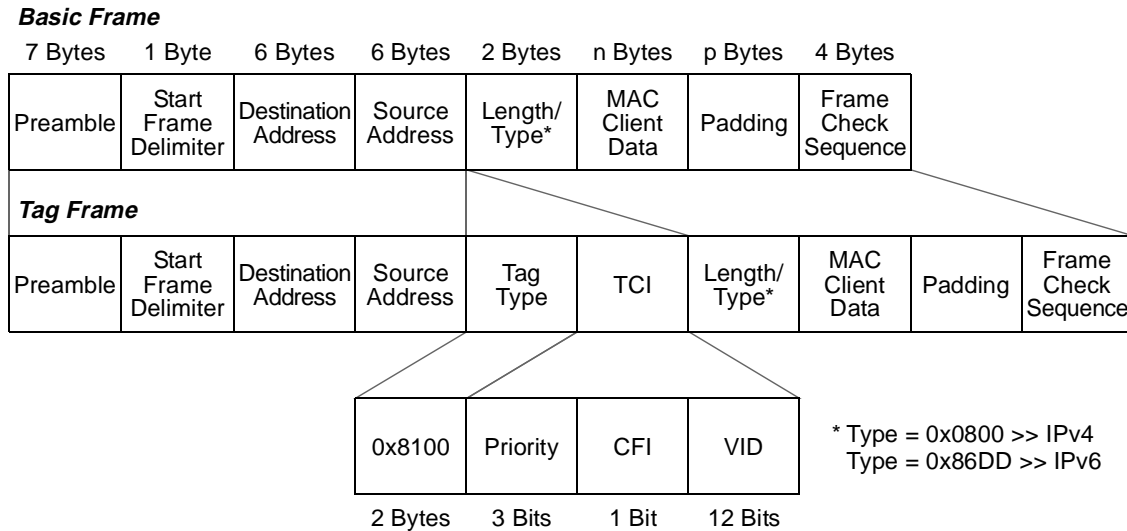 Basic Frame
7 Bytes 1 Byte 6 Bytes 6 Bytes 2 Bytes n Bytes p Bytes 4 Bytes
Preamble
Start
Frame
Delimiter
Destination
Address
Source
Address
Length/
Type*
MAC
Client
Data
Padding
Frame
Check
Sequence
Tag Frame
Preamble
Start
Frame
Delimiter
Destination
Address
Source
Address
Tag
Type
TCI
Length/
Type*
MAC
Client
Data
Padding
Frame
Check
Sequence
0x8100
Priority
CFI
VID
2 Bytes 3 Bits 1 Bit 12 Bits
* Type = 0x0800 >> IPv4
Type = 0x86DD >> IPv6